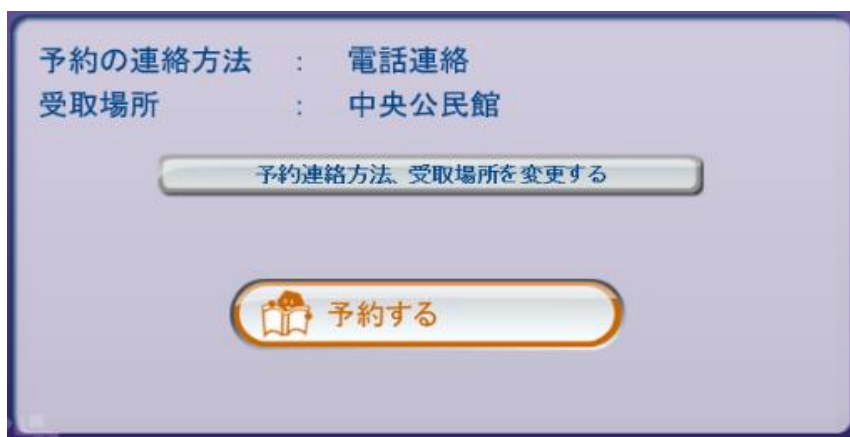 予約の連絡方法 : 電話連絡
受取場所 : 中央公民館
予約連絡方法、受取場所を変更する
予約する